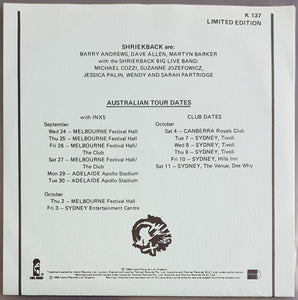 K 137
LIMITED EDITION
SHRIEKBACK are:
BARRY ANDREWS, DAVE ALLEN, MARTYN BARKER
with the SHRIEKBACK BIG LIVE BAND:
MICHAEL COZZI, SUZANNE JOZEFOWICZ,
JESSICA PALIN, WENDY AND SARAH PARTRIDGE
AUSTRALIAN TOUR DATES
with INXS
September
Wed 24 – MELBOURNE Festival Hall
Thu 25 – MELBOURNE Festival Hall
Fri 26 – MELBOURNE Festival Hall/
The Club
Sat 27 – MELBOURNE Festival Hall/
The Club
Mon 29 – ADELAIDE Apollo Stadium
Tue 30 – ADELAIDE Apollo Stadium
October
Thu 2 – MELBOURNE Festival Hall
Fri 3 – SYDNEY Entertainment Centre
CLUB DATES
October
Sat 4 – CANBERRA Royals Club
Tue 7 – SYDNEY, Tivoli
Wed 8 – SYDNEY, Tivoli
Thu 9 – SYDNEY, Tivoli
Fri 10 – SYDNEY, Hills Inn
Sat 11 – SYDNEY, The Venue, Dee Why
ISLAND